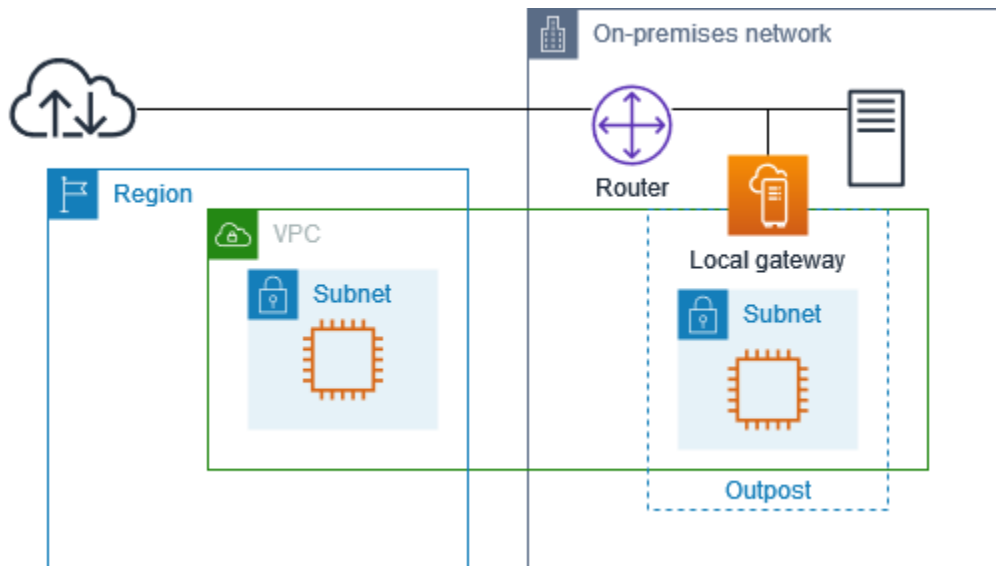 On-premises network
Router
Region
VPC
Local gateway
Subnet
Subnet
Outpost